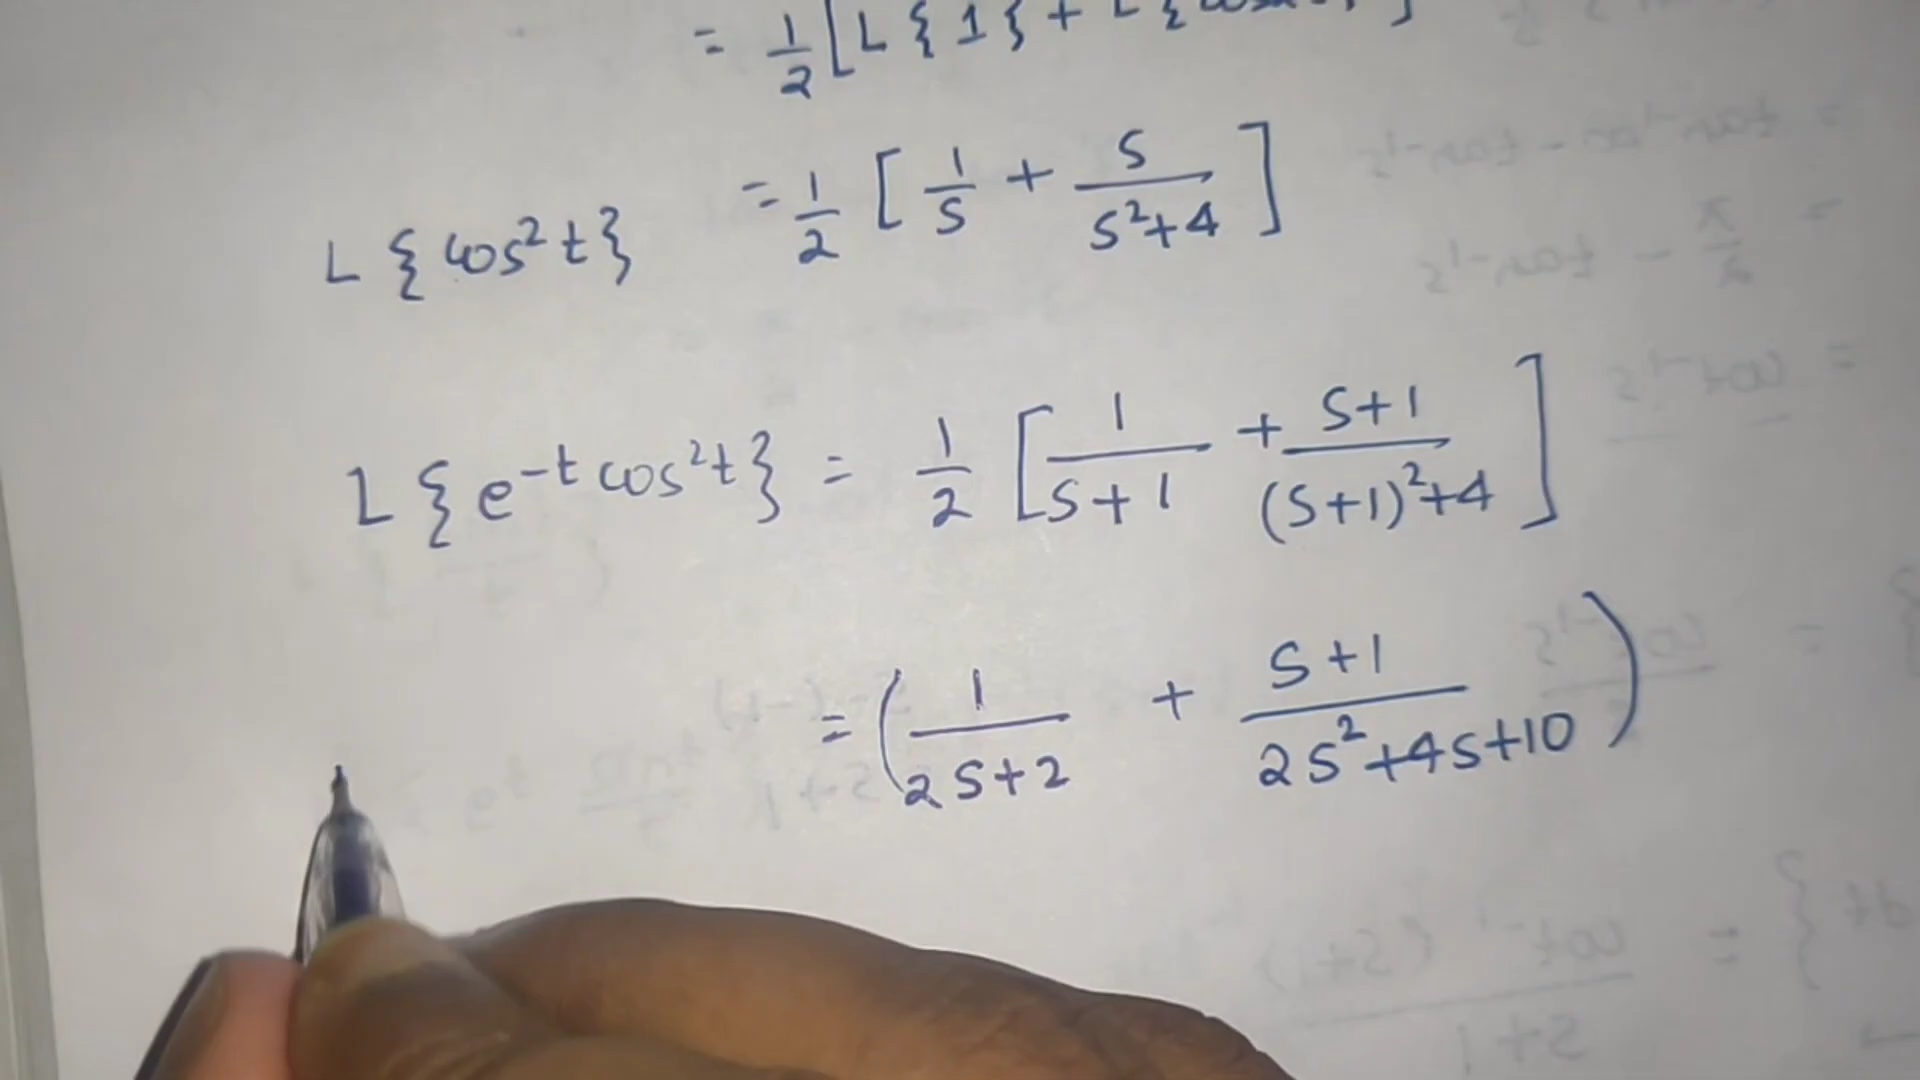 = 1/2 [L{1} + L{cos
= 1/2 [1/s + s/(s²+4)]
L{cos²t}
L{e^-t cos²t} = 1/2 [1/(s+1) + (s+1)/((s+1)²+4)]
= (1/(2s+2) + (s+1)/(2s²+4s+10))